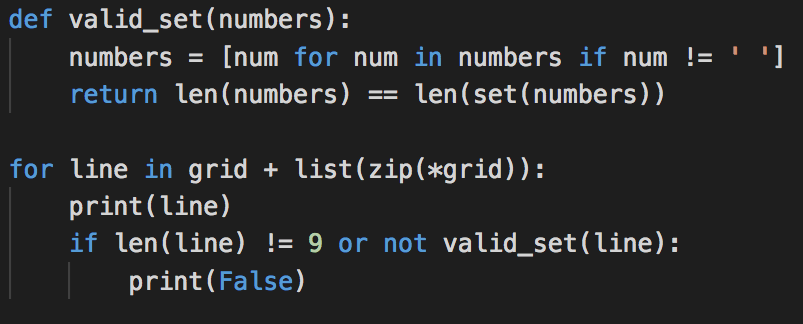 def valid_set(numbers):
    numbers = [num for num in numbers if num != ' ']
    return len(numbers) == len(set(numbers))

for line in grid + list(zip(*grid)):
    print(line)
    if len(line) != 9 or not valid_set(line):
        print(False)